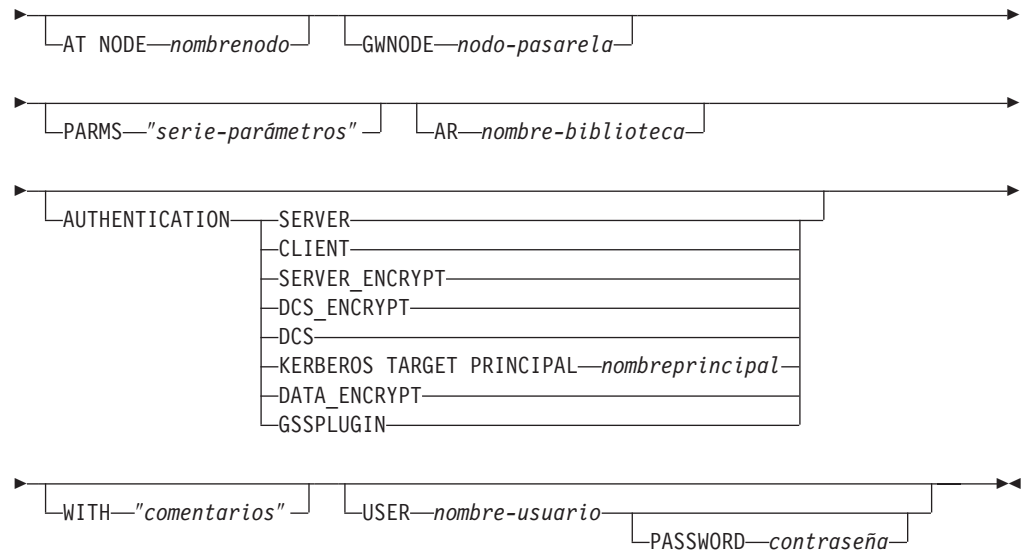 AT NODE nombrenodo GWNODE nodo-pasarela
PARMS "serie-parámetros" AR nombre-biblioteca
AUTHENTICATION SERVER
CLIENT
SERVER_ENCRYPT
DCS_ENCRYPT
DCS
KERBEROS TARGET PRINCIPAL nombreprincipal
DATA_ENCRYPT
GSSPLUGIN
WITH "comentarios" USER nombre-usuario
PASSWORD contraseña